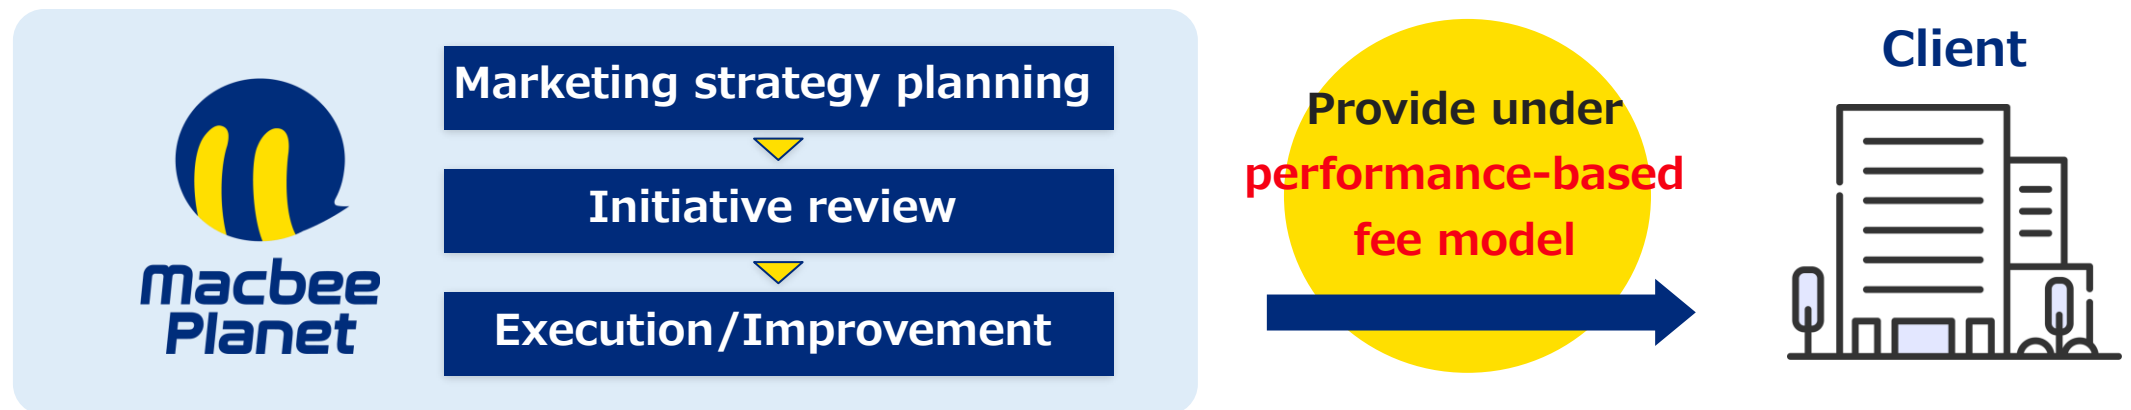 Macbee
Planet
Marketing strategy planning
Initiative review
Execution/Improvement
Provide under
performance-based
fee model
Client